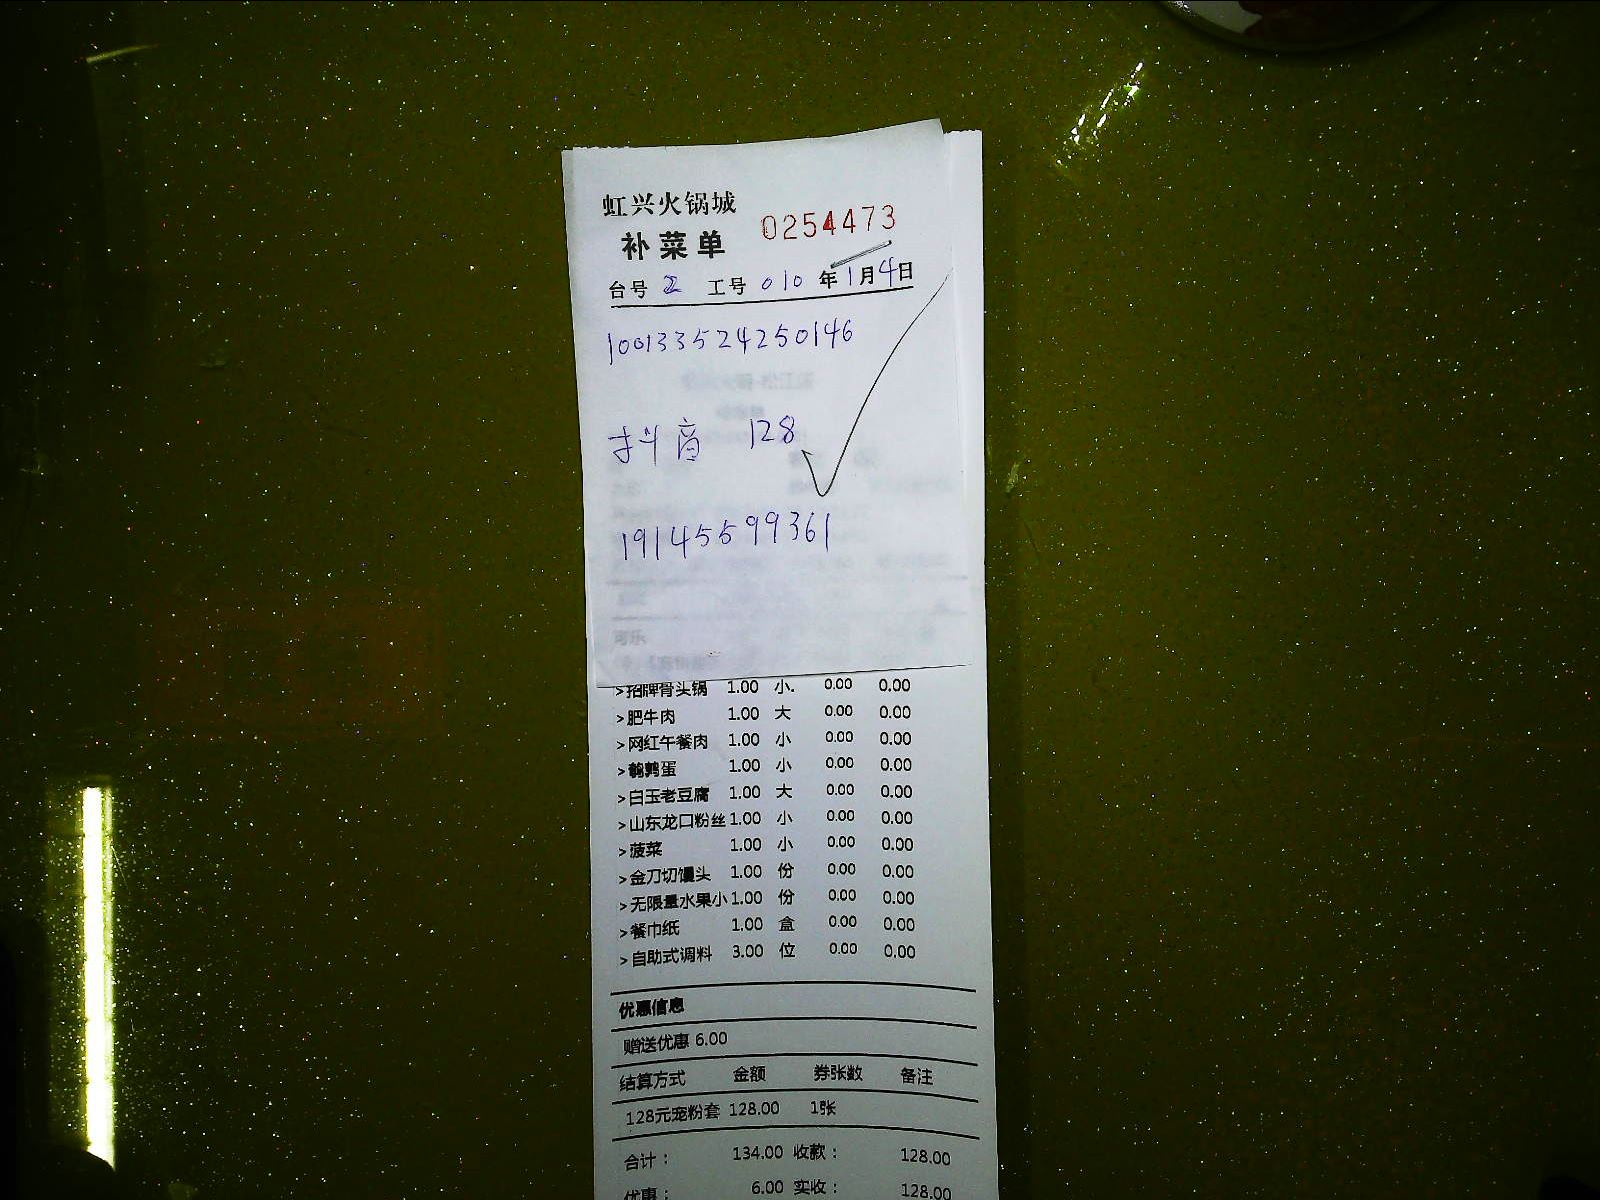 虹兴火锅城
0254473
补菜单
台号 2 工号 010 年 1月4日
100133524250146
抖音 128
19145599361
可乐
>招牌骨头锅 1.00 小. 0.00 0.00
>肥牛肉 1.00 大 0.00 0.00
>网红午餐肉 1.00 小 0.00 0.00
>鹌鹑蛋 1.00 小 0.00 0.00
>白玉老豆腐 1.00 大 0.00 0.00
>山东龙口粉丝 1.00 小 0.00 0.00
>菠菜 1.00 小 0.00 0.00
>金刀切馒头 1.00 份 0.00 0.00
>无限量水果小 1.00 份 0.00 0.00
>餐巾纸 1.00 盒 0.00 0.00
>自助式调料 3.00 位 0.00 0.00
优惠信息
赠送优惠 6.00
结算方式 金额 券张数 备注
128元宠粉套 128.00 1张
合计： 134.00 收款： 128.00
优惠： 6.00 实收： 128.00